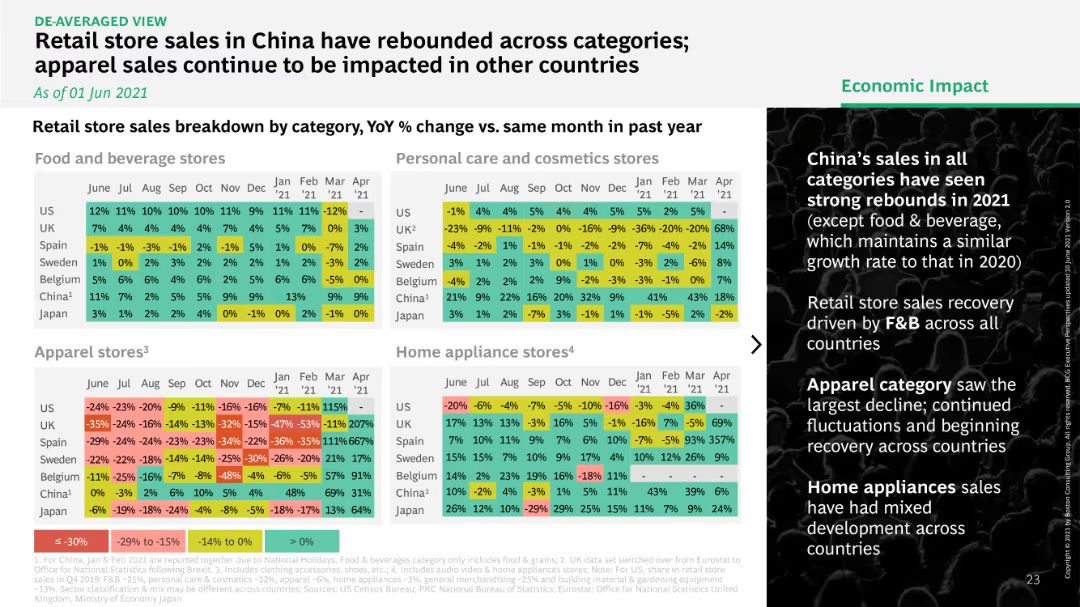 DE-AVERAGED VIEW
Retail store sales in China have rebounded across categories;
apparel sales continue to be impacted in other countries
As of 01 Jun 2021
Economic Impact
Retail store sales breakdown by category, YoY % change vs. same month in past year
Food and beverage stores
June Jul Aug Sep Oct Nov Dec Jan '21 Feb '21 Mar '21 Apr '21
US 12% 11% 10% 10% 10% 11% 9% 11% 11% -12% -
UK 7% 4% 4% 4% 2% 4% 2% 5% 7% 0% 3%
Spain -1% -1% -3% -1% 2% -1% 5% 1% 0% -7% 2%
Sweden 1% 0% 2% 2% 4% 2% 1% 2% 2% -3% 2%
Belgium 5% 6% 6% 4% 6% 2% 5% 6% 6% -5% 0%
China¹ 11% 7% 2% 5% 5% 9% 9% 13% 9% 9%
Japan 3% 2% 2% 2% 4% 0% -1% 0% 0% -1% 0%
Personal care and cosmetics stores
June Jul Aug Sep Oct Nov Dec Jan '21 Feb '21 Mar '21 Apr '21
US -1% 4% 4% 5% 4% 4% 5% 5% 2% 5% -
UK² -23% -9% -11% -2% 0% -16% -9% -36% -20% -20% 68%
Spain -4% -2% 1% -1% -1% -2% -2% -7% -4% -2% 14%
Sweden 3% 1% 2% 3% 0% 1% 0% -2% -3% -6% 8%
Belgium -4% 2% 2% 1% 2% -2% -3% -3% -1% 0% 7%
China¹ 21% 9% 22% 16% 20% 32% 9% 41% 43% 18%
Japan 3% 1% 2% -7% 3% -1% 1% -1% -5% 2% -2%
Apparel stores³
June Jul Aug Sep Oct Nov Dec Jan '21 Feb '21 Mar '21 Apr '21
US -24% -23% -20% -9% -11% -16% -16% -7% -11% 115% -
UK -35% -24% -16% -14% -13% -32% -15% -47% -53% -11% 207%
Spain -29% -24% -24% -23% -23% -34% -22% -36% -35% 111% 667%
Sweden -22% -22% -18% -14% -14% -25% -30% -26% -20% 21% 17%
Belgium -11% -25% -16% -7% -8% -48% -4% -6% -5% 57% 91%
China¹ 0% -3% 2% 6% 10% 5% 4% 48% 69% 31%
Japan -6% -19% -18% -24% -4% -8% -5% -18% -17% 13% 64%
Home appliance stores⁴
June Jul Aug Sep Oct Nov Dec Jan '21 Feb '21 Mar '21 Apr '21
US -20% -6% -4% -7% -5% -10% -16% -3% -4% 36% -
UK 17% 13% 13% -3% 16% 5% -1% -16% 7% -5% 69%
Spain 7% 10% 11% 9% 7% 6% 10% -7% -5% 93% 357%
Sweden 15% 15% 9% 10% 9% 17% 4% 10% 12% 26% 9%
Belgium 14% 2% 23% 19% 16% -18% 11% - - - -
China¹ 10% -2% 4% -3% 1% 5% 11% 43% 39% 6%
Japan 26% 12% 10% -29% 29% 25% 15% 11% 7% 9% 24%
≤ -30% -29% to -15% -14% to 0% > 0%
China's sales in all
categories have seen
strong rebounds in 2021
(except food & beverage,
which maintains a similar
growth rate to that in 2020)
Retail store sales recovery
driven by F&B across all
countries
Apparel category saw the
largest decline; continued
fluctuations and beginning
recovery across countries
Home appliances sales
have had mixed
development across
countries
1. For China, Jan & Feb 2021 are reported together due to National Holidays, Food & beverages category only includes food & grains; 2. UK data set switched over from Eurostat to
Office for National Statistics following Brexit. 3. Includes clothing accessories, shoes, etc.; 4. Includes audio video & home appliances stores; Note: For US, share in retail store
sales in Q4 2019: F&B ~25%, personal care & cosmetics ~12%, apparel ~6%, home appliances ~3%, general merchandising ~25% and building material & gardening equipment
~13%. Sector classification & mix may be different across countries; Sources: US Census Bureau; PRC National Bureau of Statistics; Eurostat; Office for National Statistics United
Kingdom, Ministry of Economy Japan
23
Copyright © 2021 by Boston Consulting Group. All rights reserved. BCG Executive Perspectives updated 10 June 2021 Version 2.0